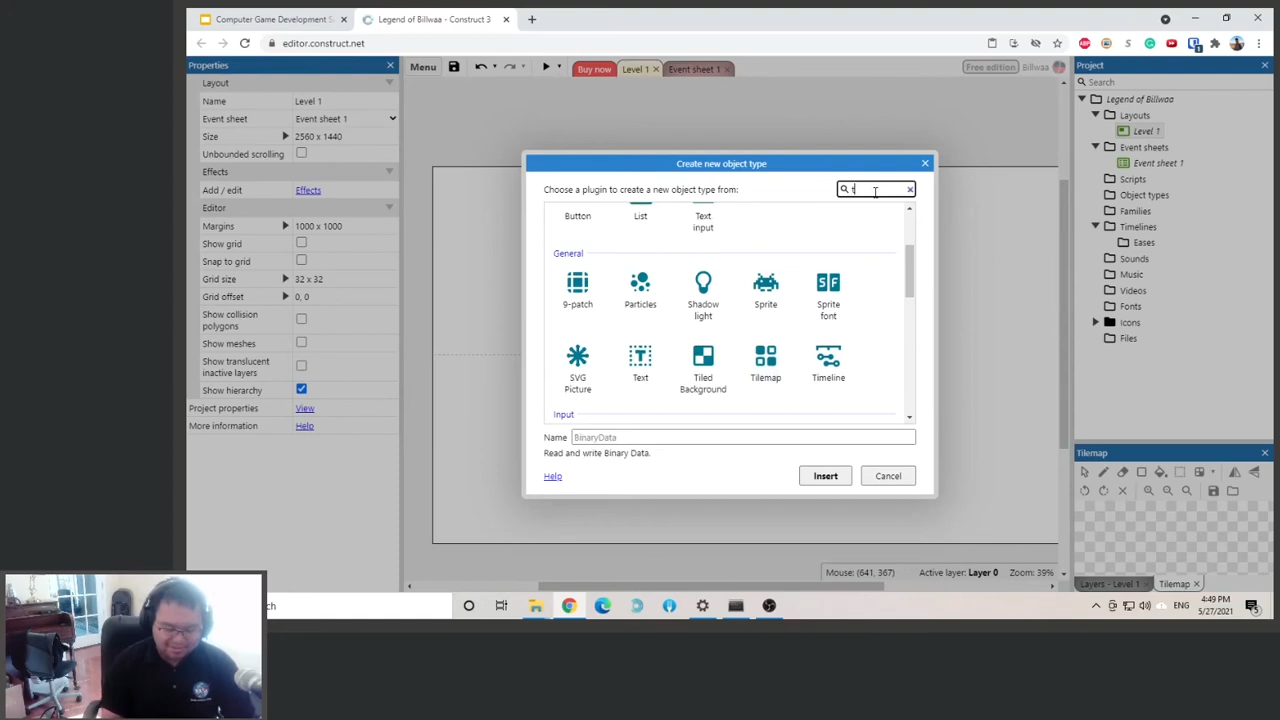 Computer Game Development S
Legend of Billwaa - Construct 3
editor.construct.net
Properties
Layout
Name Level 1
Event sheet Event sheet 1
Size 2560 x 1440
Unbounded scrolling
Effects
Add / edit Effects
Editor
Margins 1000 x 1000
Show grid
Snap to grid
Grid size 32 x 32
Grid offset 0, 0
Show collision
polygons
Show meshes
Show translucent
inactive layers
Show hierarchy
Project properties View
More information Help
Menu
Buy now
Level 1
Event sheet 1
Free edition
Billwaa
Create new object type
Choose a plugin to create a new object type from:
t
Button
List
Text
input
General
9-patch
Particles
Shadow
light
Sprite
Sprite
font
SVG
Picture
Text
Tiled
Background
Tilemap
Timeline
Input
Name BinaryData
Read and write Binary Data.
Help
Insert
Cancel
Mouse: (641, 367)
Active layer: Layer 0
Zoom: 39%
Project
Search
Legend of Billwaa
Layouts
Level 1
Event sheets
Event sheet 1
Scripts
Object types
Families
Timelines
Eases
Sounds
Music
Videos
Fonts
Icons
Files
Tilemap
Layers - Level 1
Tilemap
ch
ENG
4:49 PM
5/27/2021
5